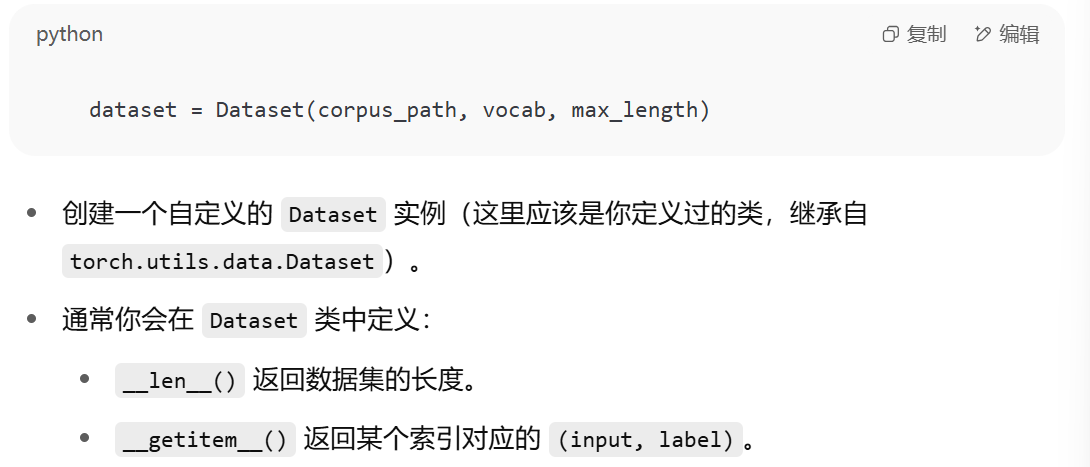 python 复制 编辑
dataset = Dataset(corpus_path, vocab, max_length)
创建一个自定义的 Dataset 实例（这里应该是你定义过的类，继承自
torch.utils.data.Dataset）。
通常你会在 Dataset 类中定义：
__len__() 返回数据集的长度。
__getitem__() 返回某个索引对应的 (input, label)。